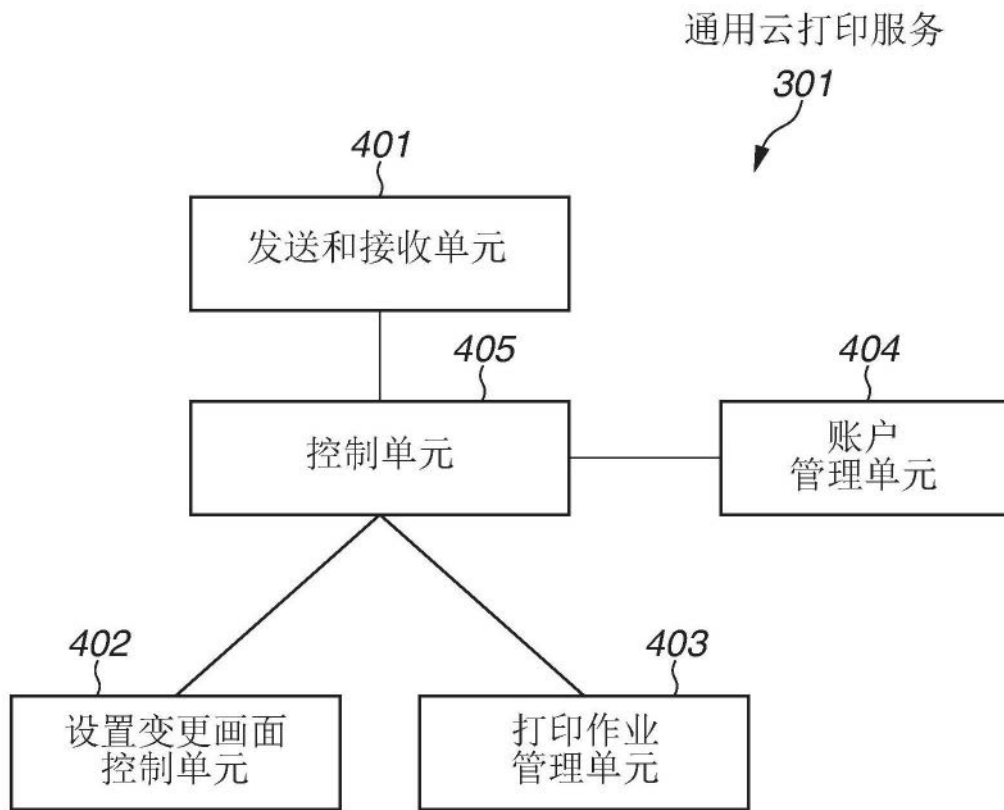 通用云打印服务
301
401
发送和接收单元
405
控制单元
404
账户
管理单元
402
设置变更画面
控制单元
403
打印作业
管理单元